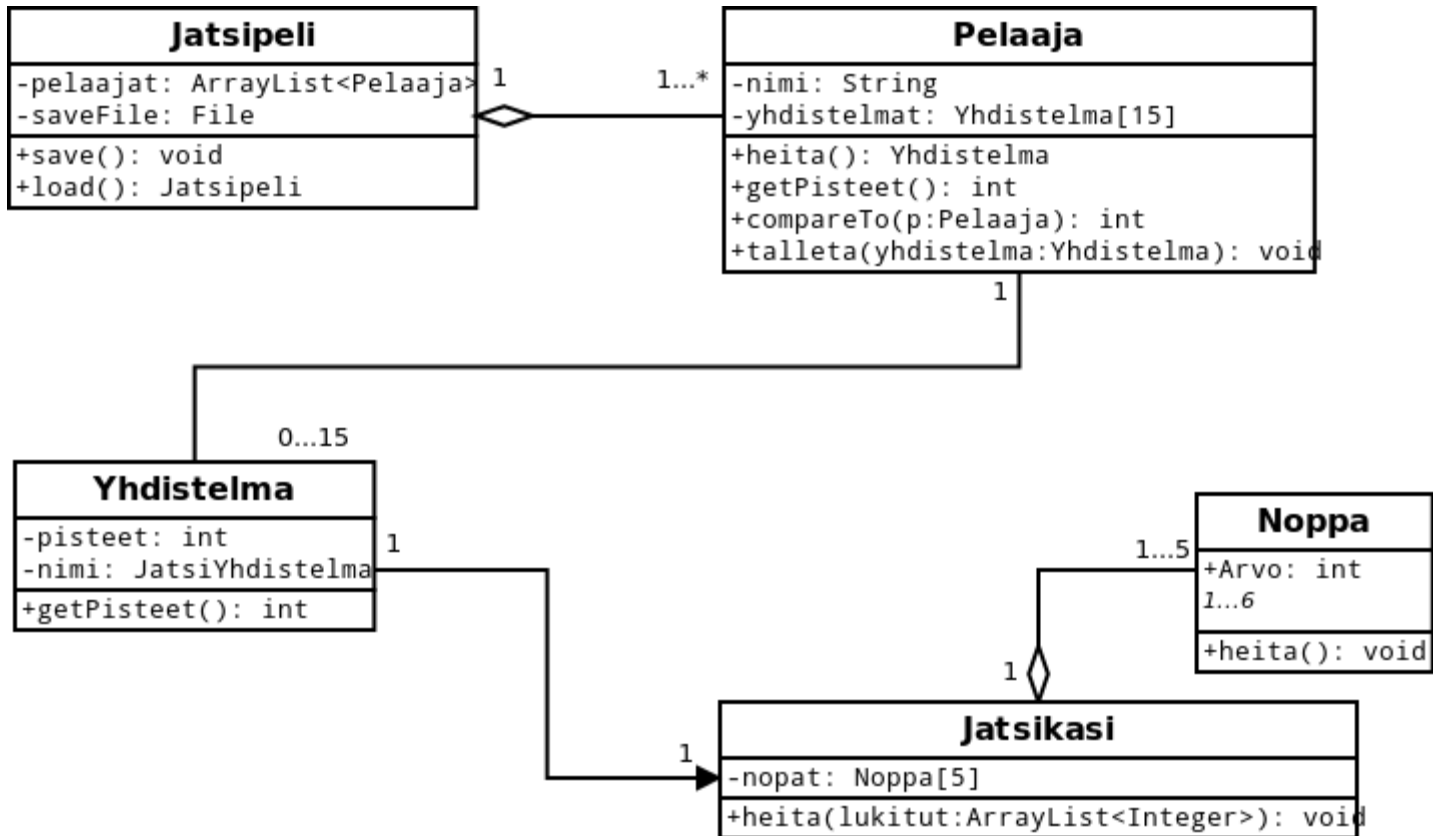 Jatsipeli
-pelaajat: ArrayList<Pelaaja>
-saveFile: File
+save(): void
+load(): Jatsipeli
1
1...*
Pelaaja
-nimi: String
-yhdistelmat: Yhdistelma[15]
+heita(): Yhdistelma
+getPisteet(): int
+compareTo(p:Pelaaja): int
+talleta(yhdistelma:Yhdistelma): void
1
0...15
Yhdistelma
-pisteet: int
-nimi: JatsiYhdistelma
+getPisteet(): int
1
1
Noppa
+Arvo: int
1...6
+heita(): void
1...5
1
Jatsikasi
-nopat: Noppa[5]
+heita(lukitut:ArrayList<Integer>): void